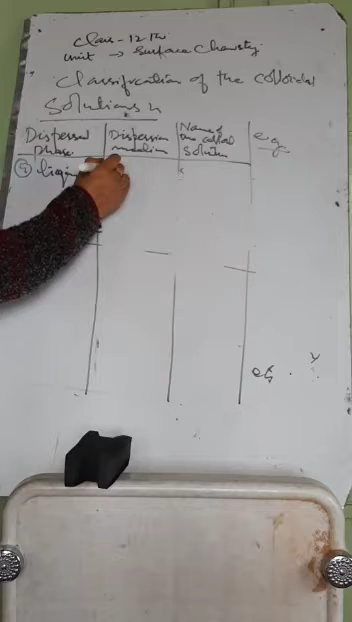 Class - 12th
Unit → Surface Chemistry
Classification of the colloidal
Solutions
Dispersed phase
Dispersion medium
Name of the colloidal solution
e.g.
eg.